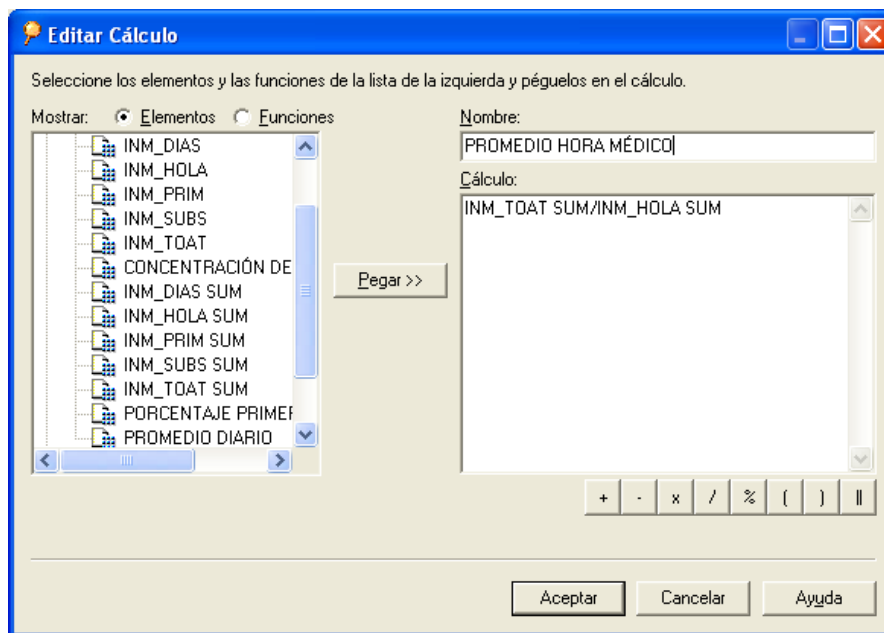 Editar Cálculo
Seleccione los elementos y las funciones de la lista de la izquierda y péguelos en el cálculo.
Mostrar: Elementos Funciones
INM_DIAS
INM_HOLA
INM_PRIM
INM_SUBS
INM_TOAT
CONCENTRACIÓN DE
INM_DIAS SUM
INM_HOLA SUM
INM_PRIM SUM
INM_SUBS SUM
INM_TOAT SUM
PORCENTAJE PRIMER
PROMEDIO DIARIO
Pegar >>
Nombre:
PROMEDIO HORA MÉDICO
Cálculo:
INM_TOAT SUM/INM_HOLA SUM
+ - x / % ( ) ||
Aceptar Cancelar Ayuda